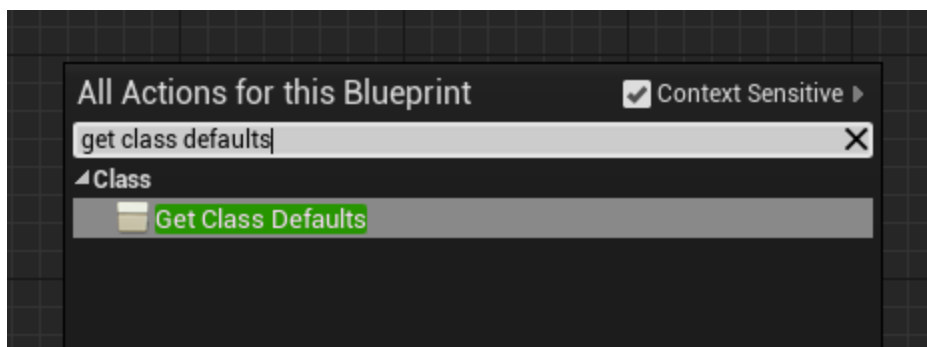 All Actions for this Blueprint Context Sensitive
get class defaults
Class
Get Class Defaults